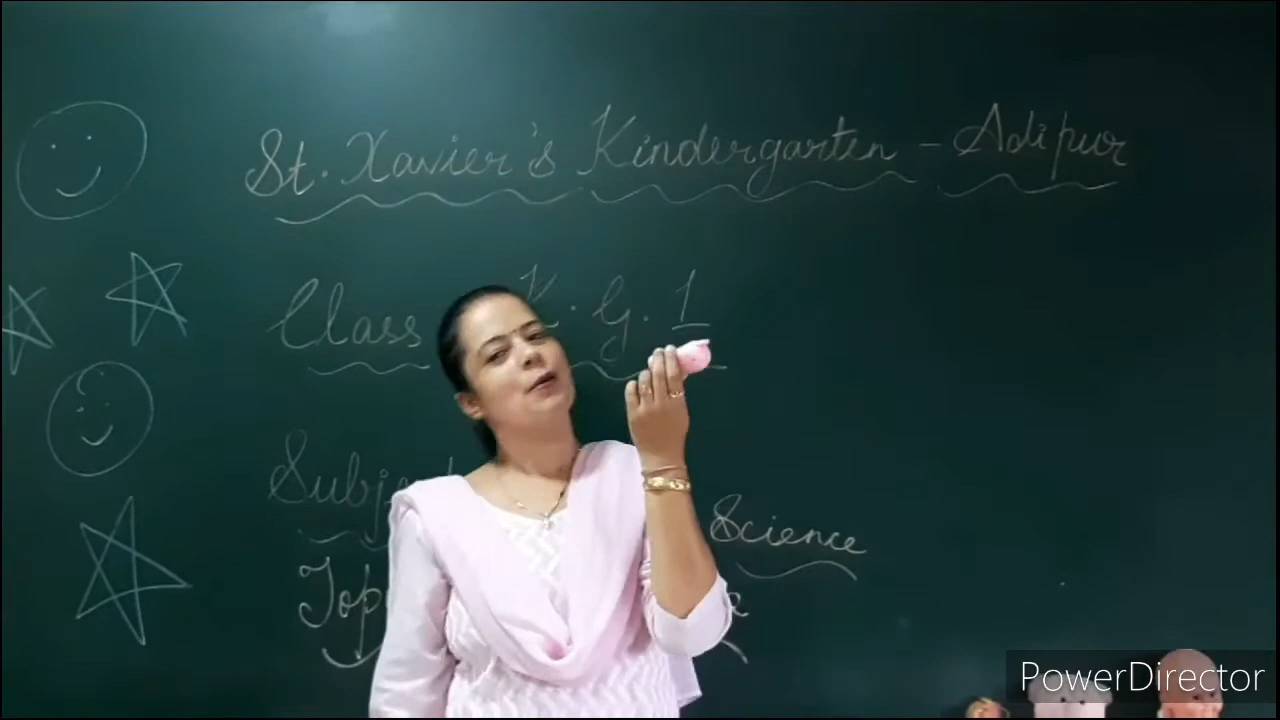 St. Xavier's Kindergarten - Adipur
Class K.G. 1
Science
PowerDirector